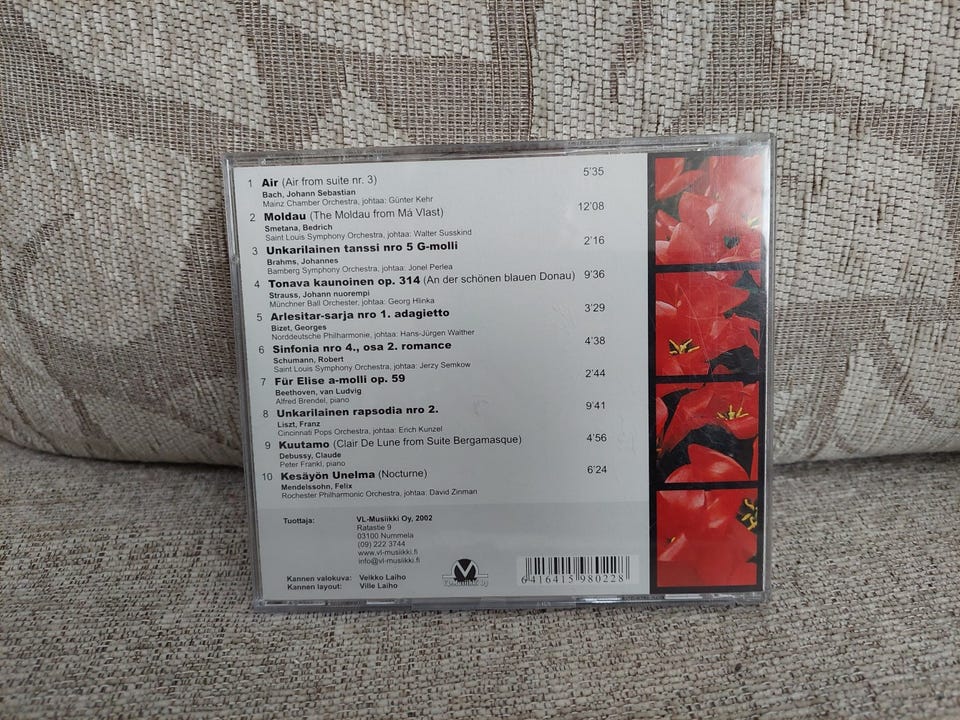 1 Air (Air from suite nr. 3) 5'35
Bach, Johann Sebastian
Mainz Chamber Orchestra, johtaa: Günter Kehr
2 Moldau (The Moldau from Má Vlast) 12'08
Smetana, Bedrich
Saint Louis Symphony Orchestra, johtaa: Walter Susskind
3 Unkarilainen tanssi nro 5 G-molli 2'16
Brahms, Johannes
Bamberg Symphony Orchestra, johtaa: Jonel Perlea
4 Tonava kaunoinen op. 314 (An der schönen blauen Donau) 9'36
Strauss, Johann nuorempi
Münchner Ball Orchester, johtaa: Georg Hlinka
5 Arlesitar-sarja nro 1. adagietto 3'29
Bizet, Georges
Norddeutsche Philharmonie, johtaa: Hans-Jürgen Walther
6 Sinfonia nro 4., osa 2. romance 4'38
Schumann, Robert
Saint Louis Symphony Orchestra, johtaa: Jerzy Semkow
7 Für Elise a-molli op. 59 2'44
Beethoven, van Ludvig
Alfred Brendel, piano
8 Unkarilainen rapsodia nro 2. 9'41
Liszt, Franz
Cincinnati Pops Orchestra, johtaa: Erich Kunzel
9 Kuutamo (Clair De Lune from Suite Bergamasque) 4'56
Debussy, Claude
Peter Frankl, piano
10 Kesäyön Unelma (Nocturne) 6'24
Mendelssohn, Felix
Rochester Philharmonic Orchestra, johtaa: David Zinman
Tuottaja: VL-Musiikki Oy, 2002
Ratastie 9
03100 Nummela
(09) 222 3744
www.vl-musiikki.fi
info@vl-musiikki.fi
Kannen valokuva: Veikko Laiho
Kannen layout: Ville Laiho
V
VL-Musiikki Oy
6 416415 980228